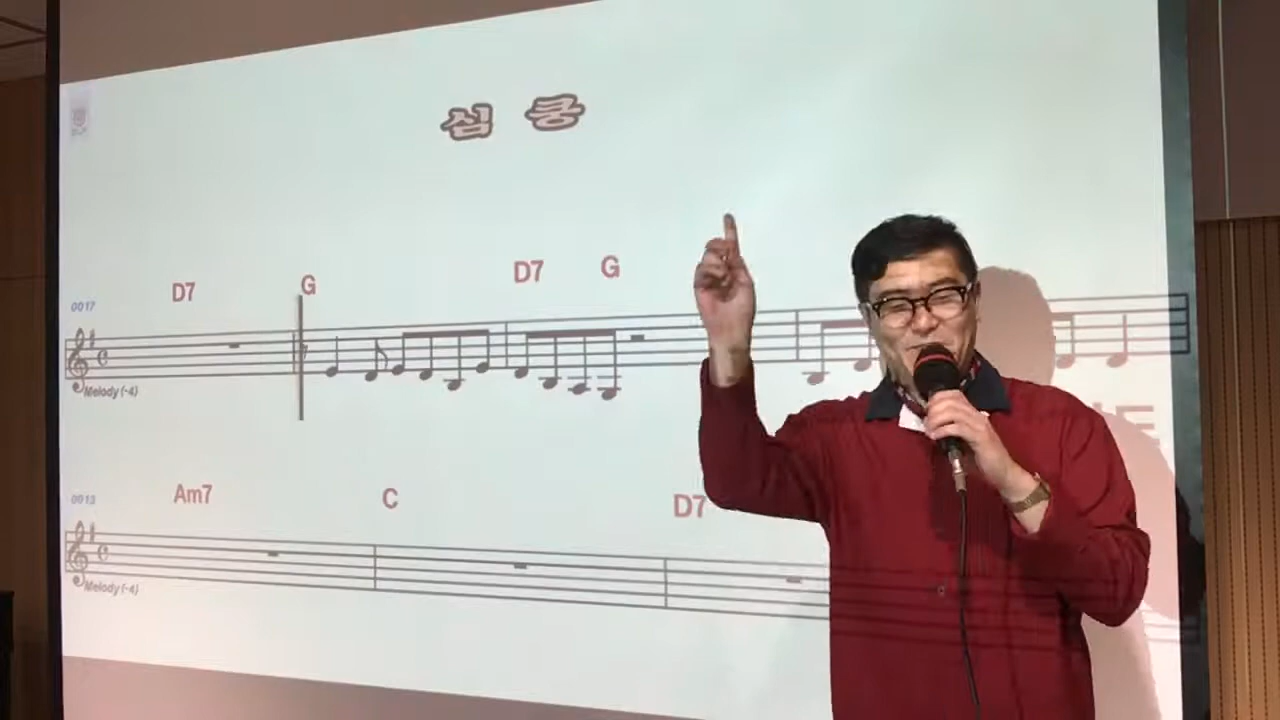 심 쿵
D7 G D7 G
0017
Melody (-4)
Am7 C D7
0013
Melody (-4)